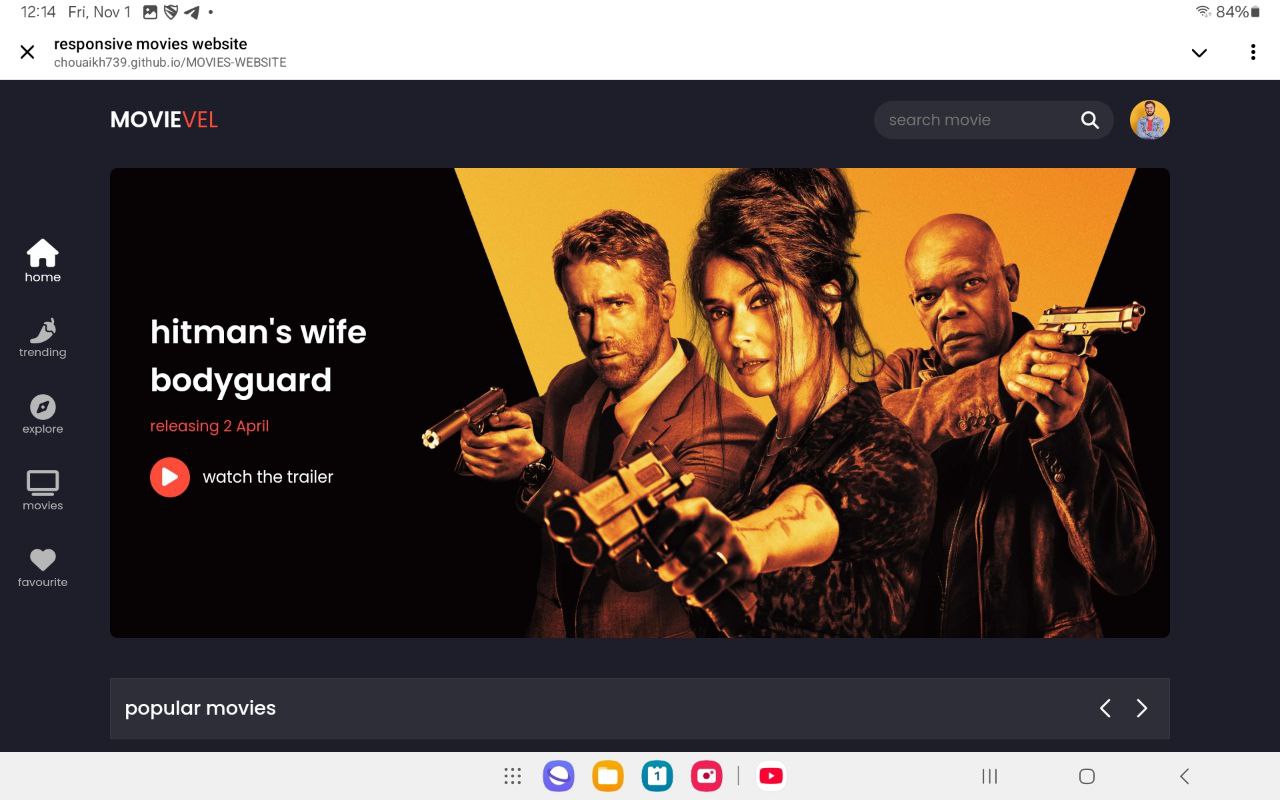 12:14 Fri, Nov 1
84%
responsive movies website
chouaikh739.github.io/MOVIES-WEBSITE
MOVIEVEL
search movie
home
trending
explore
movies
favourite
hitman's wife
bodyguard
releasing 2 April
watch the trailer
popular movies
1